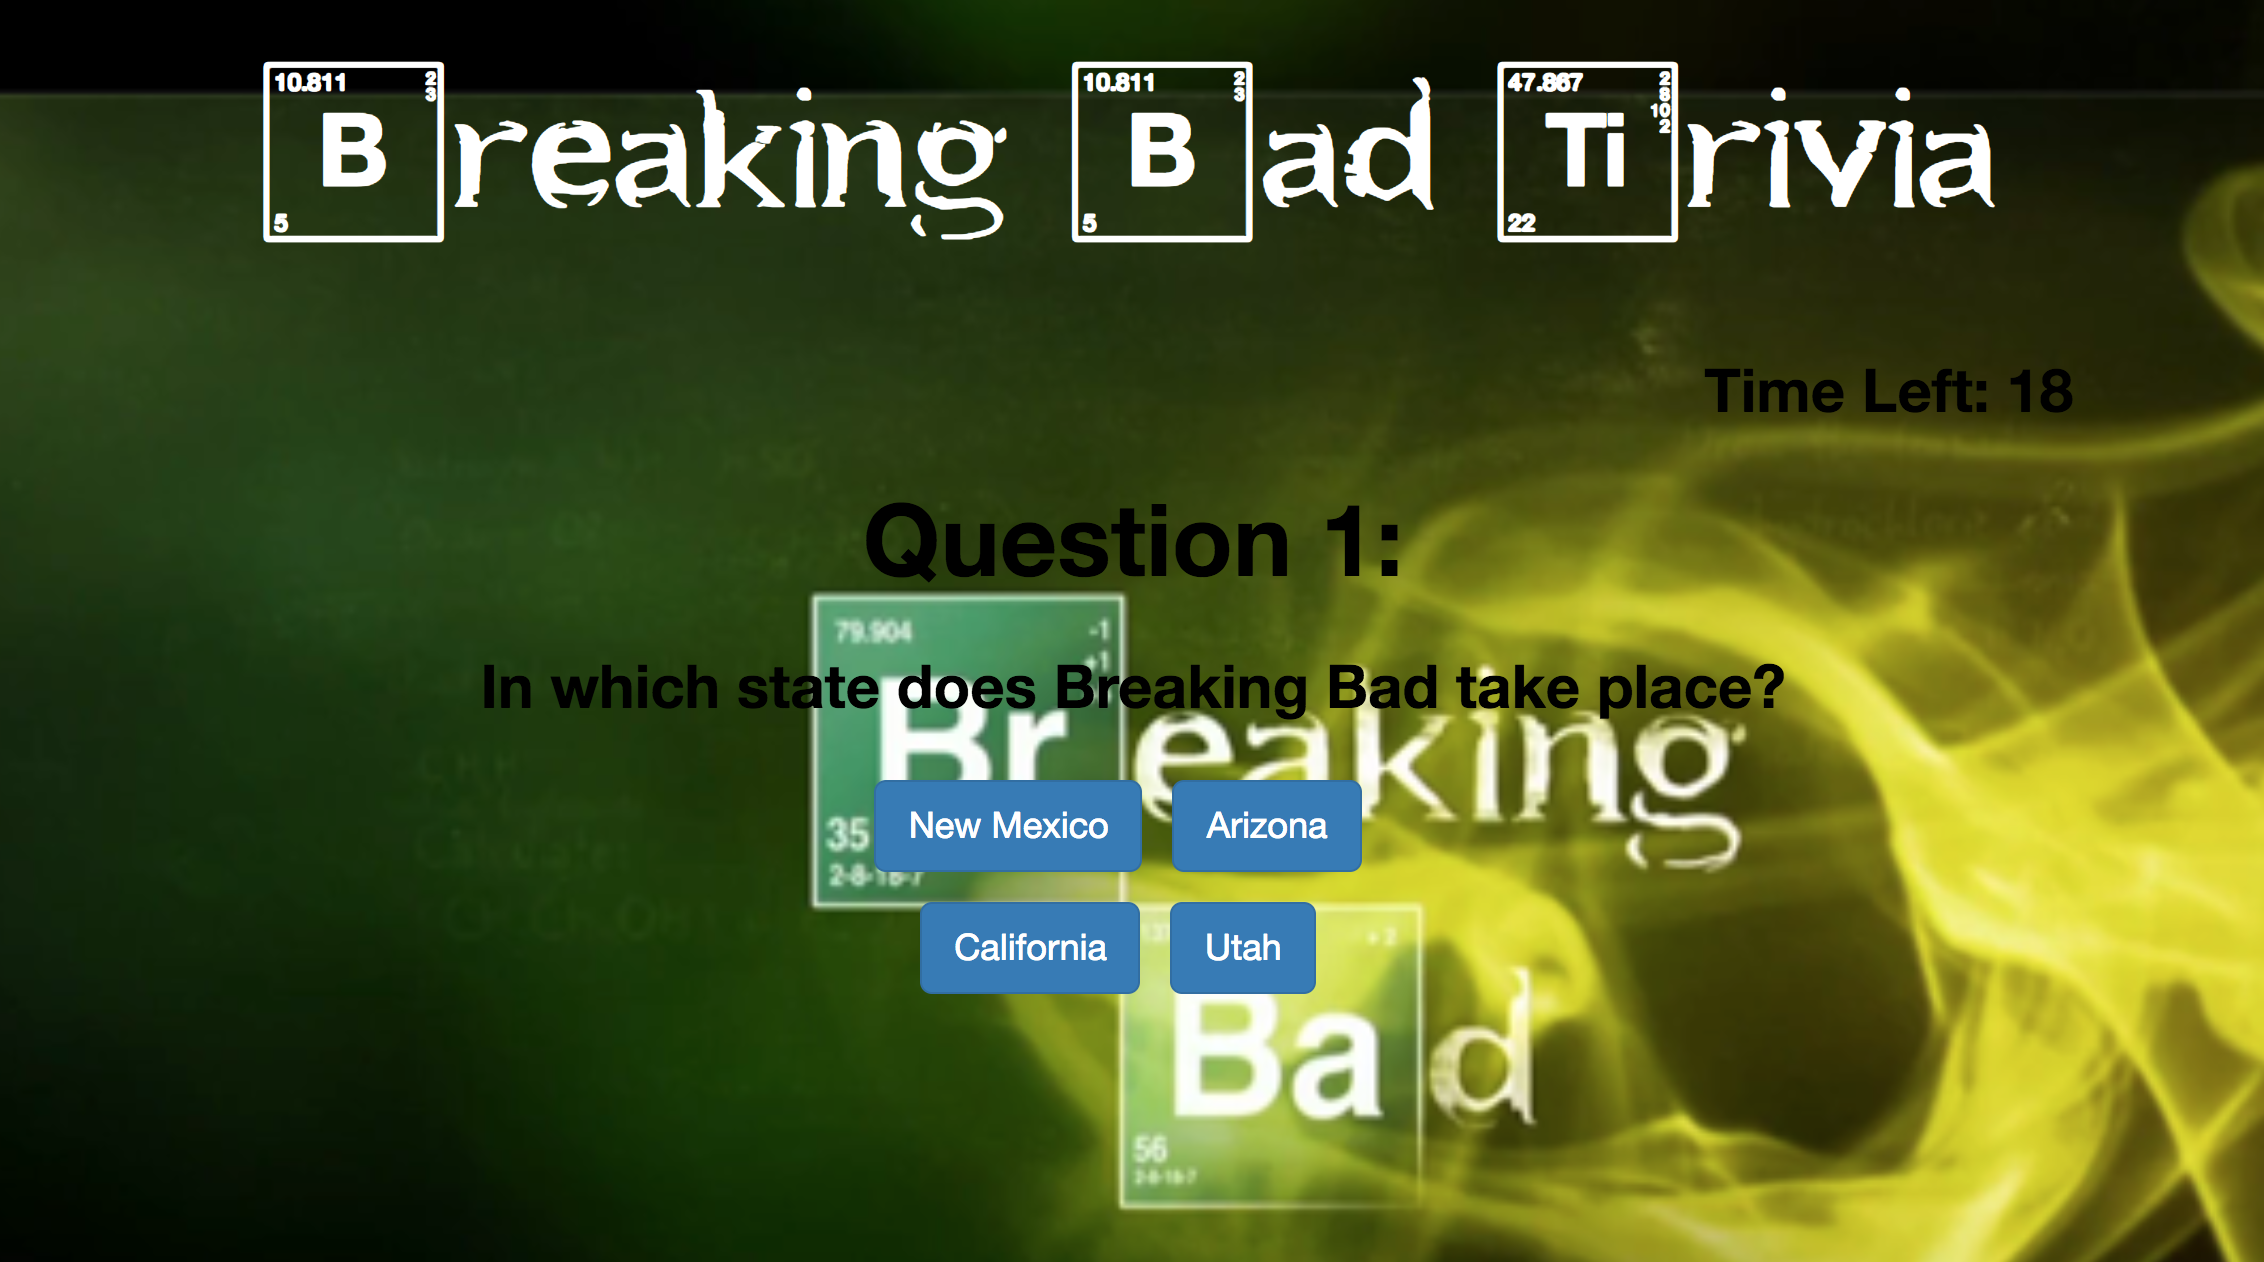 10.811
2
3
B
5
reaking
10.811
2
3
B
5
ad
47.867
2
8
10
2
Ti
22
rivia
Time Left: 18
Question 1:
79.904
-1
+1
In which state does Breaking Bad take place?
Br
eaking
35
2-8-18-7
New Mexico
Arizona
California
Utah
+2
Ba
d
56
2-8-18-7